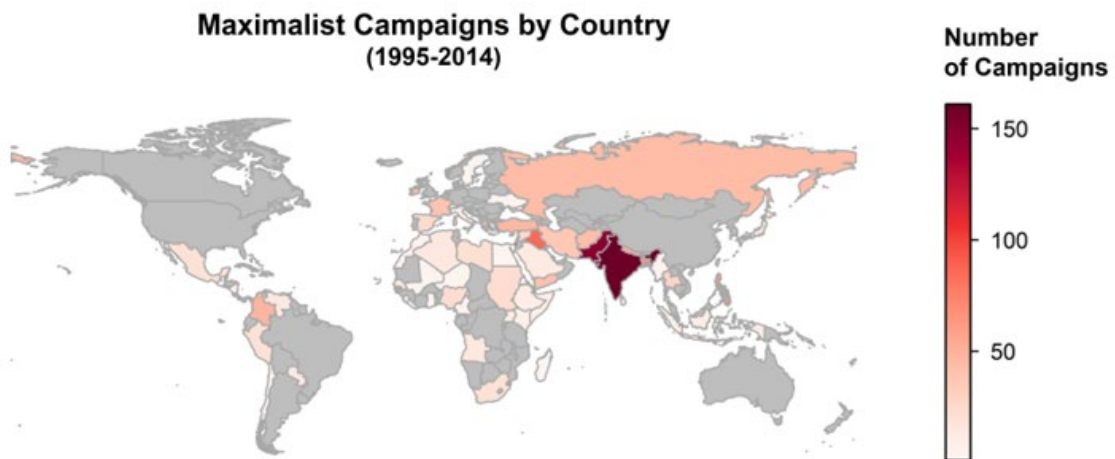 Maximalist Campaigns by Country
(1995-2014)
Number
of Campaigns
150
100
50